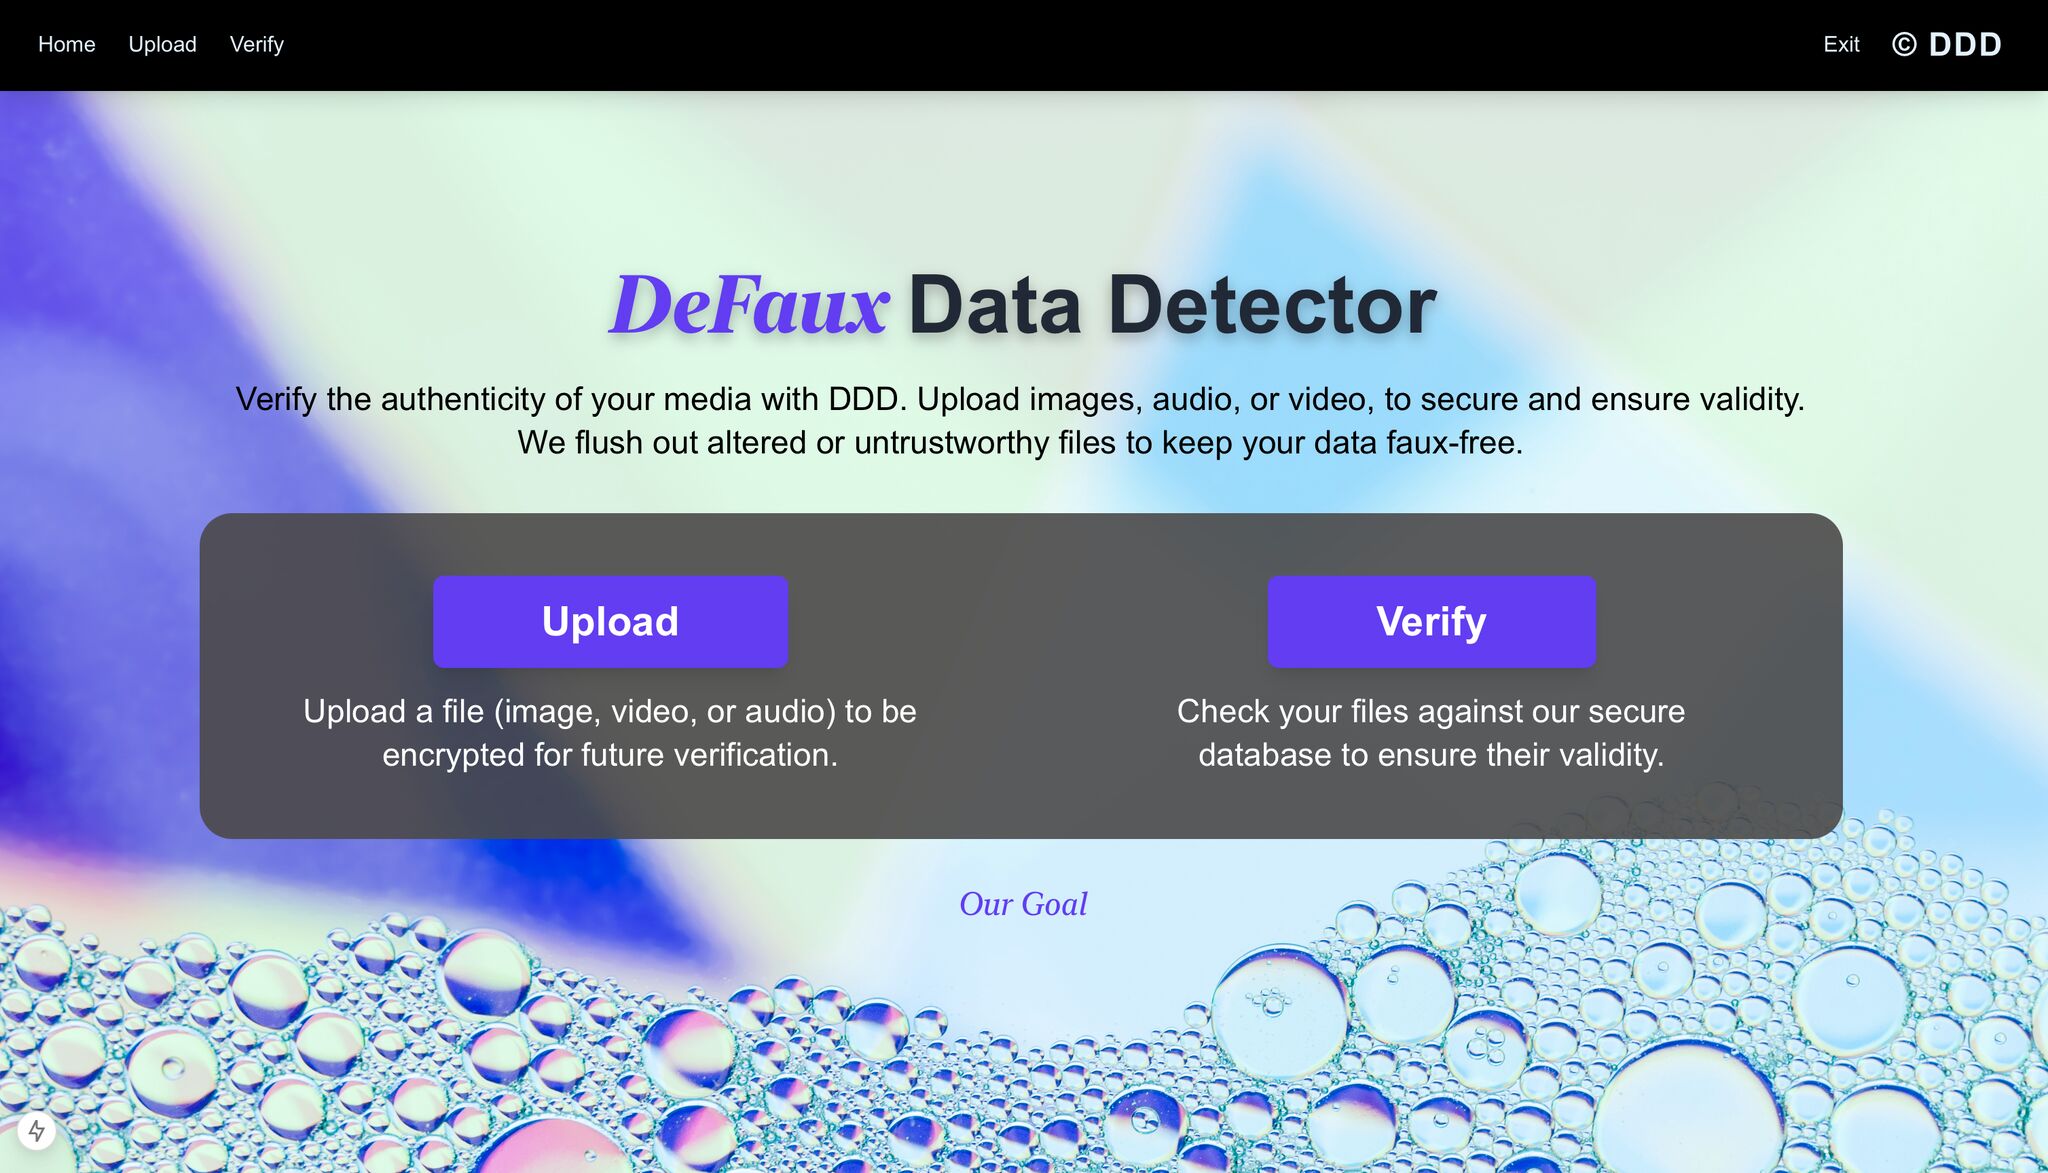 Home Upload Verify Exit © DDD
DeFaux Data Detector
Verify the authenticity of your media with DDD. Upload images, audio, or video, to secure and ensure validity.
We flush out altered or untrustworthy files to keep your data faux-free.
Upload
Upload a file (image, video, or audio) to be
encrypted for future verification.
Verify
Check your files against our secure
database to ensure their validity.
Our Goal